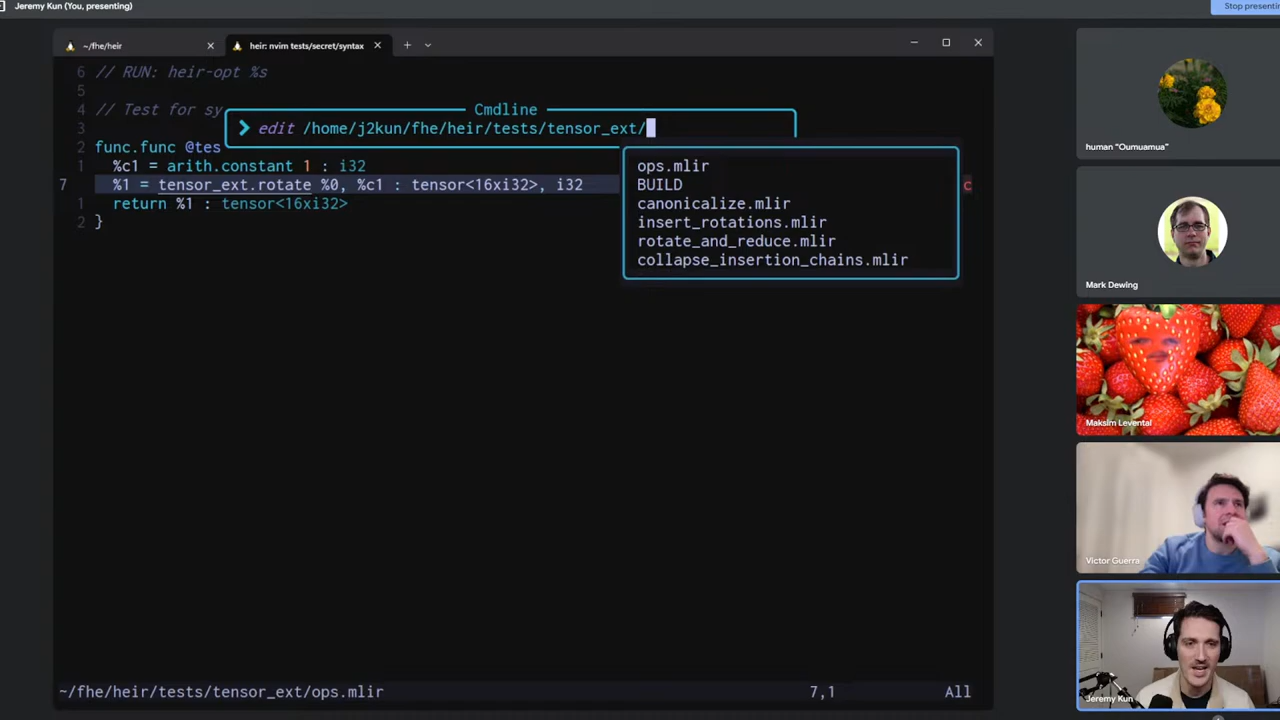 Jeremy Kun (You, presenting)
Stop presentin
~/fhe/heir
heir: nvim tests/secret/syntax
6 // RUN: heir-opt %s
5
4 // Test for sy
Cmdline
3
edit /home/j2kun/fhe/heir/tests/tensor_ext/
2 func.func @tes
1 %c1 = arith.constant 1 : i32
7 %1 = tensor_ext.rotate %0, %c1 : tensor<16xi32>, i32
c
1 return %1 : tensor<16xi32>
2 }
ops.mlir
BUILD
canonicalize.mlir
insert_rotations.mlir
rotate_and_reduce.mlir
collapse_insertion_chains.mlir
~/fhe/heir/tests/tensor_ext/ops.mlir 7,1 All
human "Oumuamua"
Mark Dewing
Maksim Levental
Victor Guerra
Jeremy Kun